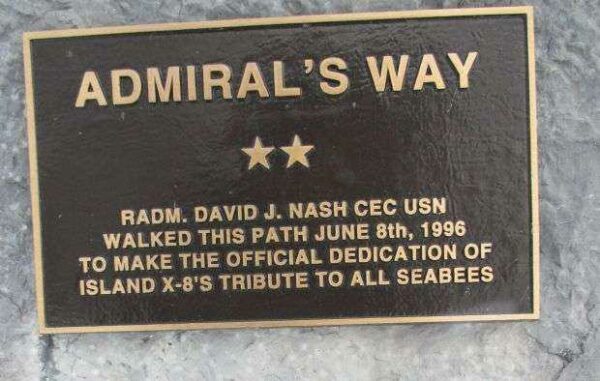 ADMIRAL'S WAY
RADM. DAVID J. NASH CEC USN
WALKED THIS PATH JUNE 8th, 1996
TO MAKE THE OFFICIAL DEDICATION OF
ISLAND X-8'S TRIBUTE TO ALL SEABEES